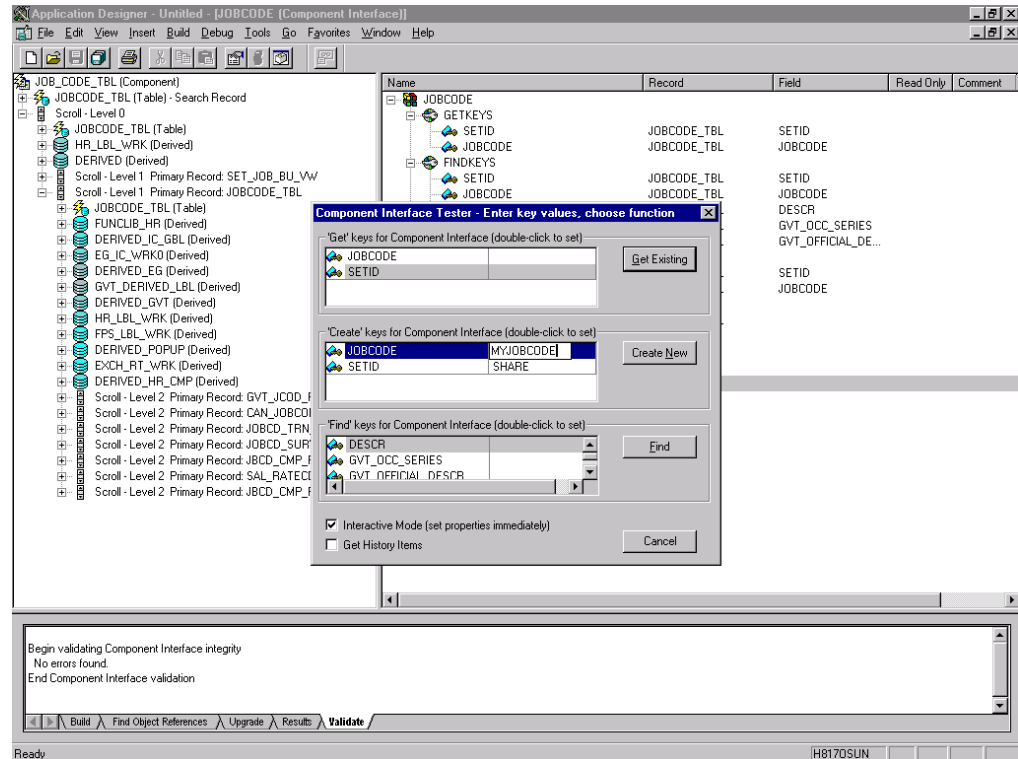 Application Designer - Untitled - [JOBCODE (Component Interface)]
File Edit View Insert Build Debug Tools Go Favorites Window Help
JOB_CODE_TBL (Component)
JOBCODE_TBL (Table) - Search Record
Scroll - Level 0
JOBCODE_TBL (Table)
HR_LBL_WRK (Derived)
DERIVED (Derived)
Scroll - Level 1 Primary Record: SET_JOB_BU_VW
Scroll - Level 1 Primary Record: JOBCODE_TBL
JOBCODE_TBL (Table)
FUNCLIB_HR (Derived)
DERIVED_IC_GBL (Derived)
EG_IC_WRK0 (Derived)
DERIVED_EG (Derived)
GVT_DERIVED_LBL (Derived)
DERIVED_GVT (Derived)
HR_LBL_WRK (Derived)
FPS_LBL_WRK (Derived)
DERIVED_POPUP (Derived)
EXCH_RT_WRK (Derived)
DERIVED_HR_CMP (Derived)
Scroll - Level 2 Primary Record: GVT_JCOD_
Scroll - Level 2 Primary Record: CAN_JOBCO
Scroll - Level 2 Primary Record: JOBCD_TRN_
Scroll - Level 2 Primary Record: JOBCD_SUR
Scroll - Level 2 Primary Record: JBCD_CMP_
Scroll - Level 2 Primary Record: SAL_RATEC
Scroll - Level 2 Primary Record: JBCD_CMP_
Name Record Field Read Only Comment
JOBCODE
GETKEYS
SETID JOBCODE_TBL SETID
JOBCODE JOBCODE_TBL JOBCODE
FINDKEYS
SETID JOBCODE_TBL SETID
JOBCODE JOBCODE_TBL JOBCODE
DESCR
GVT_OCC_SERIES
GVT_OFFICIAL_DE...
SETID
JOBCODE
Component Interface Tester - Enter key values, choose function
'Get' keys for Component Interface (double-click to set)
JOBCODE
SETID
Get Existing
'Create' keys for Component Interface (double-click to set)
JOBCODE MYJOBCODE
SETID SHARE
Create New
'Find' keys for Component Interface (double-click to set)
DESCR
GVT_OCC_SERIES
GVT_OFFICIAL_DESCR
Find
Interactive Mode (set properties immediately)
Get History Items
Cancel
Begin validating Component Interface integrity
No errors found.
End Component Interface validation
Build Find Object References Upgrade Results Validate
Ready H8170SUN